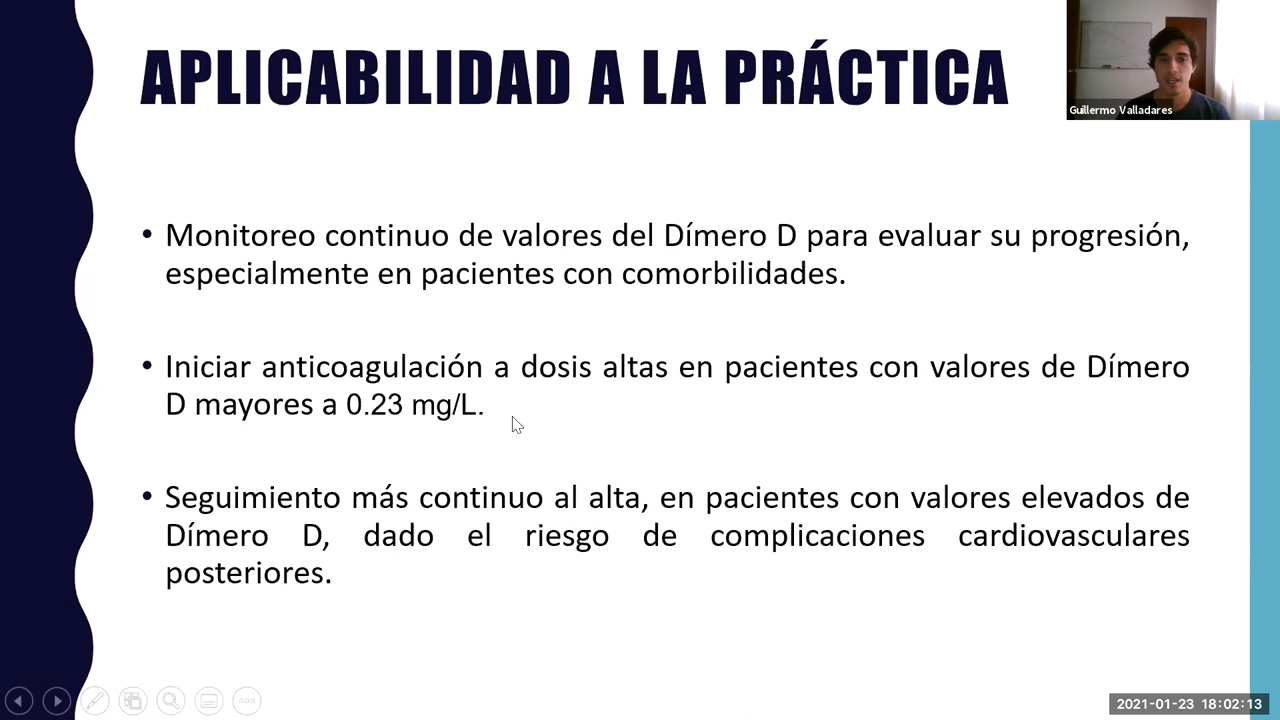 APLICABILIDAD A LA PRÁCTICA
Guillermo Valladares
• Monitoreo continuo de valores del Dímero D para evaluar su progresión,
especialmente en pacientes con comorbilidades.
• Iniciar anticoagulación a dosis altas en pacientes con valores de Dímero
D mayores a 0.23 mg/L.
• Seguimiento más continuo al alta, en pacientes con valores elevados de
Dímero D, dado el riesgo de complicaciones cardiovasculares
posteriores.
2021-01-23 18:02:13